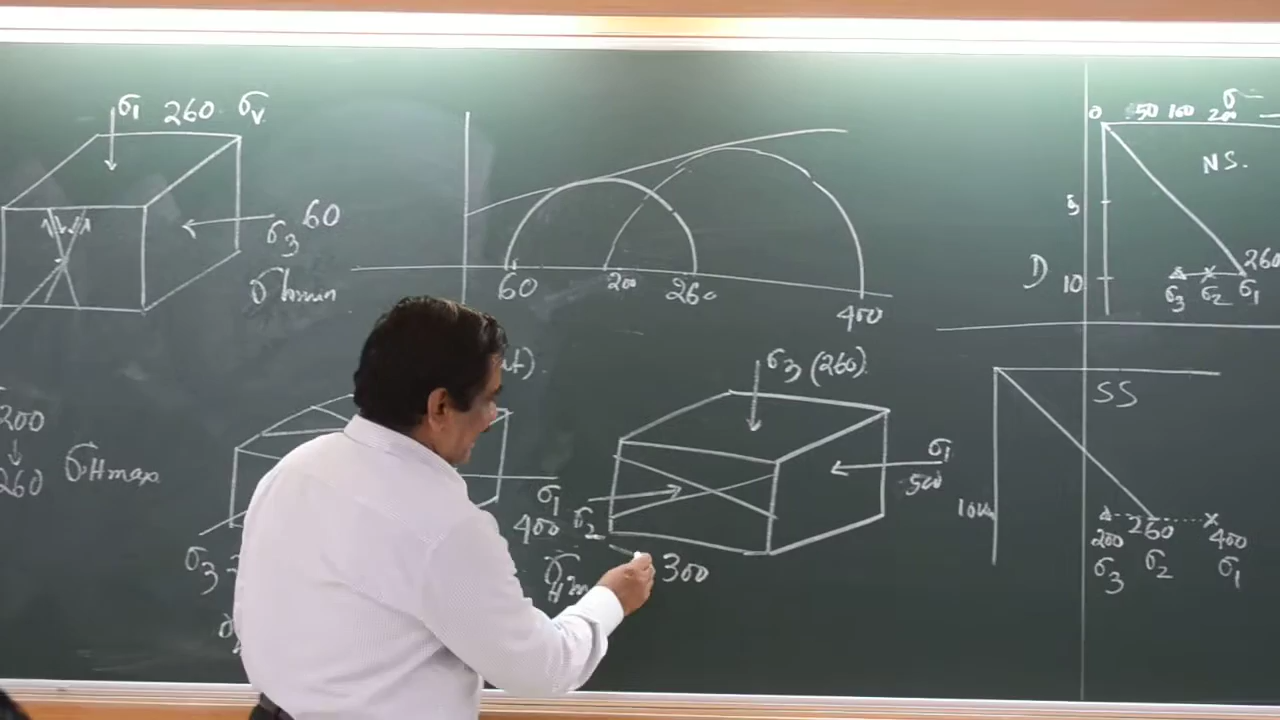 σ1 260 σv
σ3 60
σhmin
200
↓
260
σHmax
60 200 260 400
σ3
σ1
400
σ3 (260)
σ1
500
σ2
300
σ
0 50 100 200
NS.
5
D 10
260
σ3 σ2 σ1
SS
200 260 400
σ3 σ2 σ1